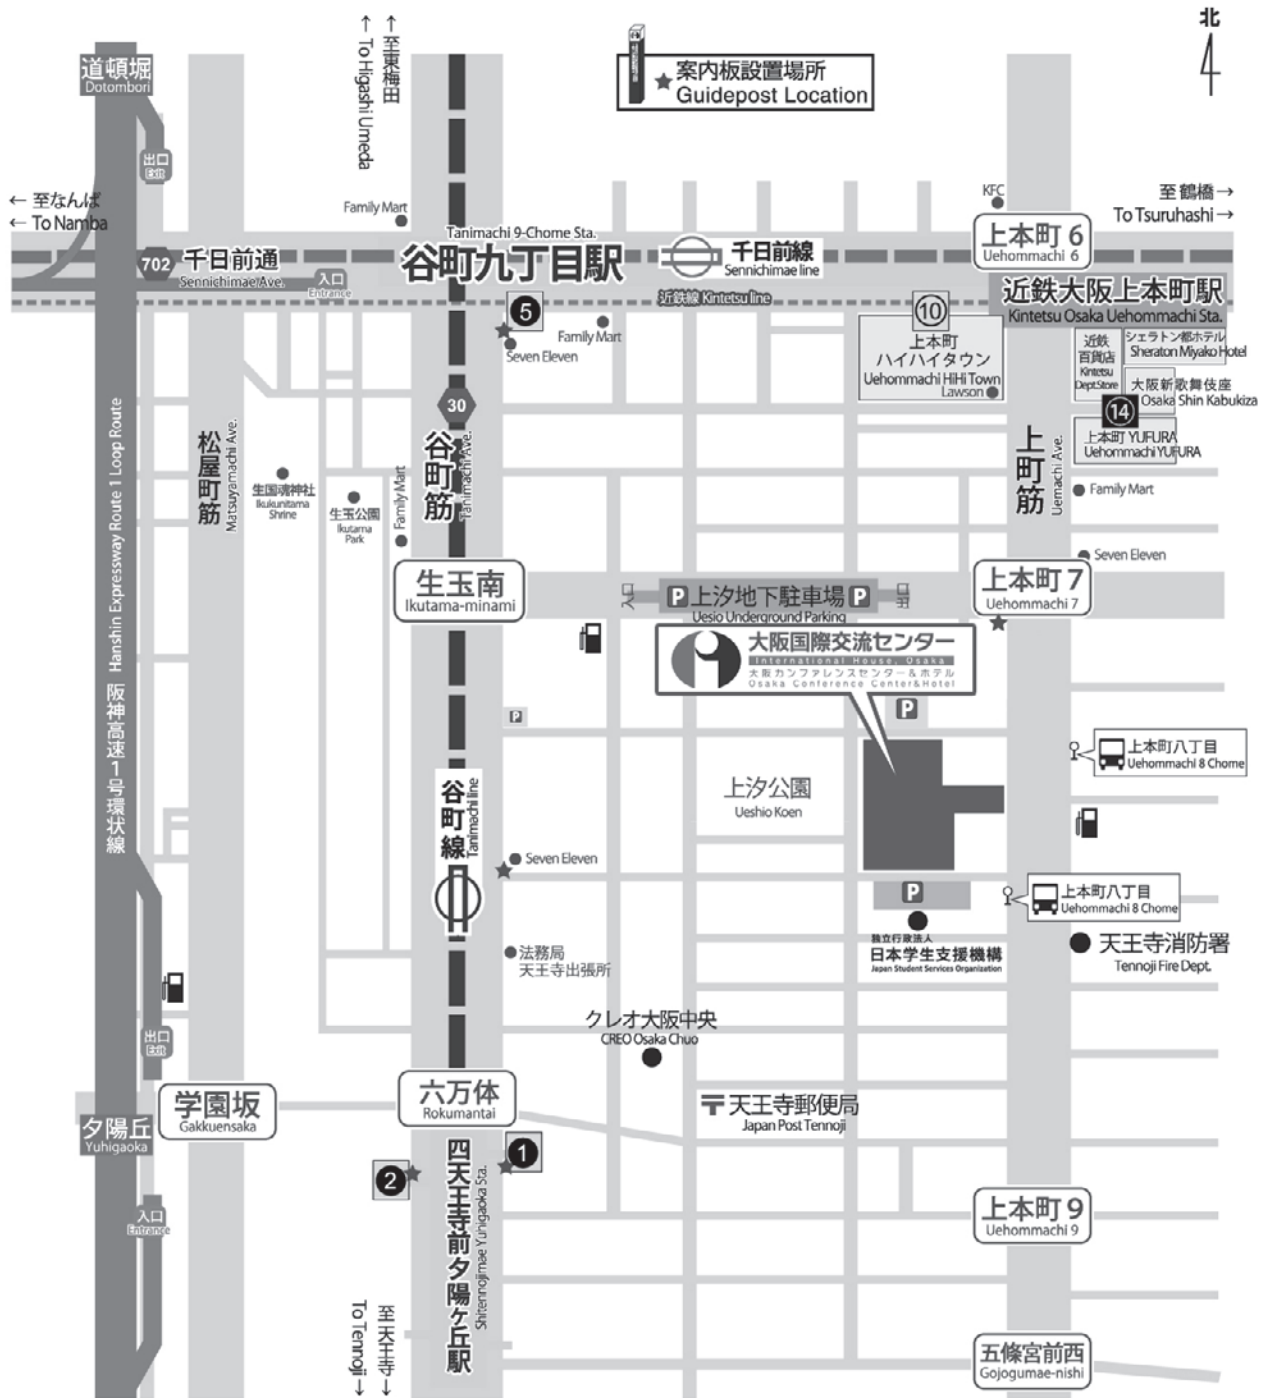 北
道頓堀
Dotombori
出口
Exit
←至東梅田
← To Higashi Umeda
案内板設置場所
Guidepost Location
← 至なんば
← To Namba
Family Mart
Tanimachi 9-Chome Sta.
谷町九丁目駅
千日前線
Sennichimae line
KFC
上本町 6
Uehommachi 6
至 鶴橋→
To Tsuruhashi→
702
千日前通
Sennichimae Ave.
入口
Entrance
近鉄線 Kintetsu line
近鉄大阪上本町駅
Kintetsu Osaka Uehommachi Sta.
5
Seven Eleven
Family Mart
10
上本町
ハイハイタウン
Uehommachi HiHi Town
Lawson
近鉄
百貨店
Kintetsu
Dept.Store
シェラトン都ホテル
Sheraton Miyako Hotel
大阪新歌舞伎座
Osaka Shin Kabukiza
14
上本町 YUFURA
Uehommachi YUFURA
30
松屋町筋
Matsuyamachi Ave.
谷町筋
Tanimachi Ave.
上町筋
Uemachi Ave.
生国魂神社
Ikukunitama
Shrine
生玉公園
Ikutama
Park
Family Mart
Family Mart
Seven Eleven
生玉南
Ikutama-minami
入口
P 上汐地下駐車場 P
Uesio Underground Parking
出口
上本町 7
Uehommachi 7
大阪国際交流センター
International House, Osaka
大阪カンファレンスセンター&ホテル
Osaka Conference Center&Hotel
阪神高速1号環状線 Hanshin Expressway Route 1 Loop Route
P
P
上本町八丁目
Uehommachi 8 Chome
谷町線
Tanimachi line
上汐公園
Ueshio Koen
Seven Eleven
P
上本町八丁目
Uehommachi 8 Chome
独立行政法人
日本学生支援機構
Japan Student Services Organization
天王寺消防署
Tennoji Fire Dept.
法務局
天王寺出張所
クレオ大阪中央
CREO Osaka Chuo
出口
Exit
夕陽丘
Yuhigaoka
学園坂
Gakkuensaka
六万体
Rokumantai
〒天王寺郵便局
Japan Post Tennoji
1
2
四天王寺前夕陽ヶ丘駅
Shitennojimae Yuhigaoka Sta.
入口
Entrance
上本町 9
Uehommachi 9
至天王寺→
To Tennoji→
五條宮前西
Gojogumae-nishi